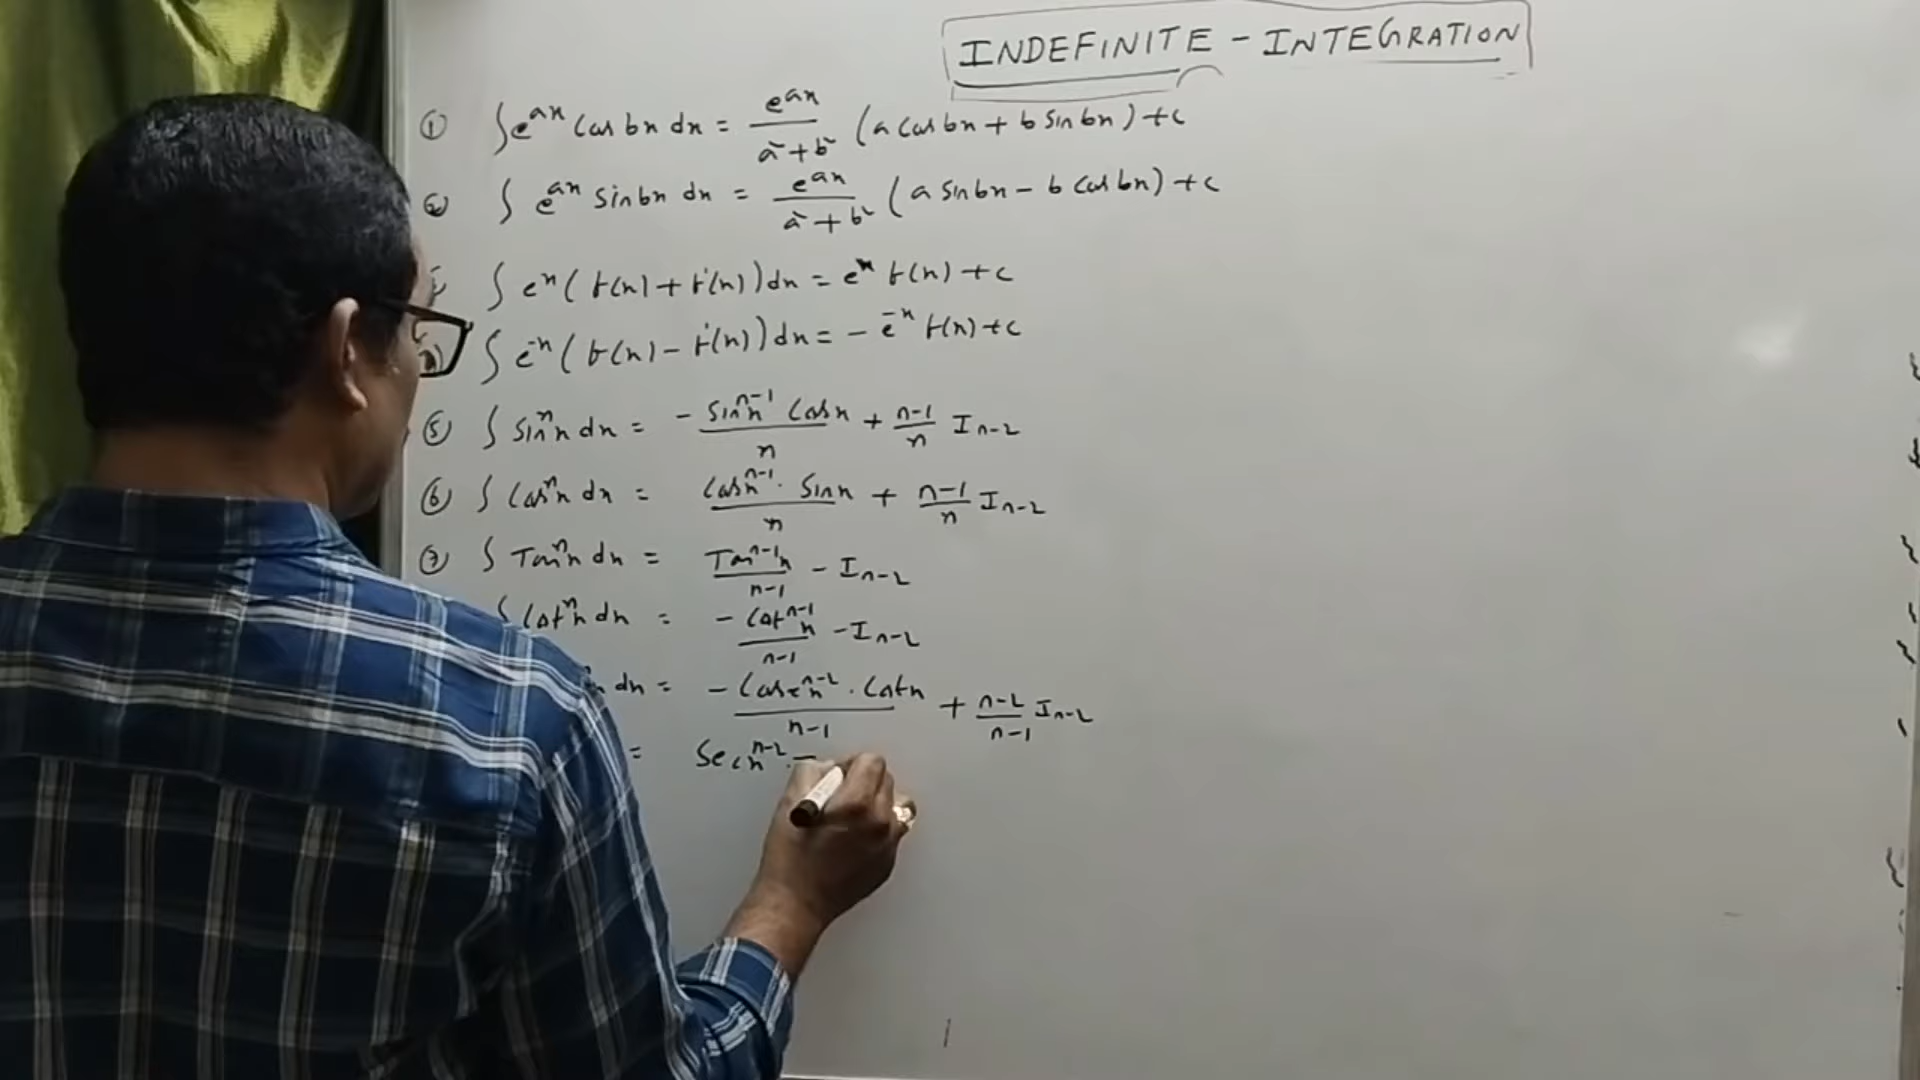 INDEFINITE - INTEGRATION
① ∫e^{ax} cos bx dx = e^{ax}/(a²+b²) (a cos bx + b sin bx) + c
② ∫ e^{ax} sin bx dx = e^{ax}/(a²+b²) (a sin bx - b cos bx) + c
∫ e^x (f(x) + f'(x)) dx = e^x f(x) + c
∫ e^{-x} (f(x) - f'(x)) dx = - e^{-x} f(x) + c
⑤ ∫ sin^n x dx = - sin^{n-1}x cos x / n + (n-1)/n I_{n-2}
⑥ ∫ cos^n x dx = cos^{n-1}x · sin x / n + (n-1)/n I_{n-2}
⑦ ∫ Tan^n x dx = Tan^{n-1}x / (n-1) - I_{n-2}
∫ cot^n x dx = - cot^{n-1}x / (n-1) - I_{n-2}
dx = - cosec^{n-2}x · cot x / (n-1) + (n-2)/(n-1) I_{n-2}
= Sec^{n-2}x ·